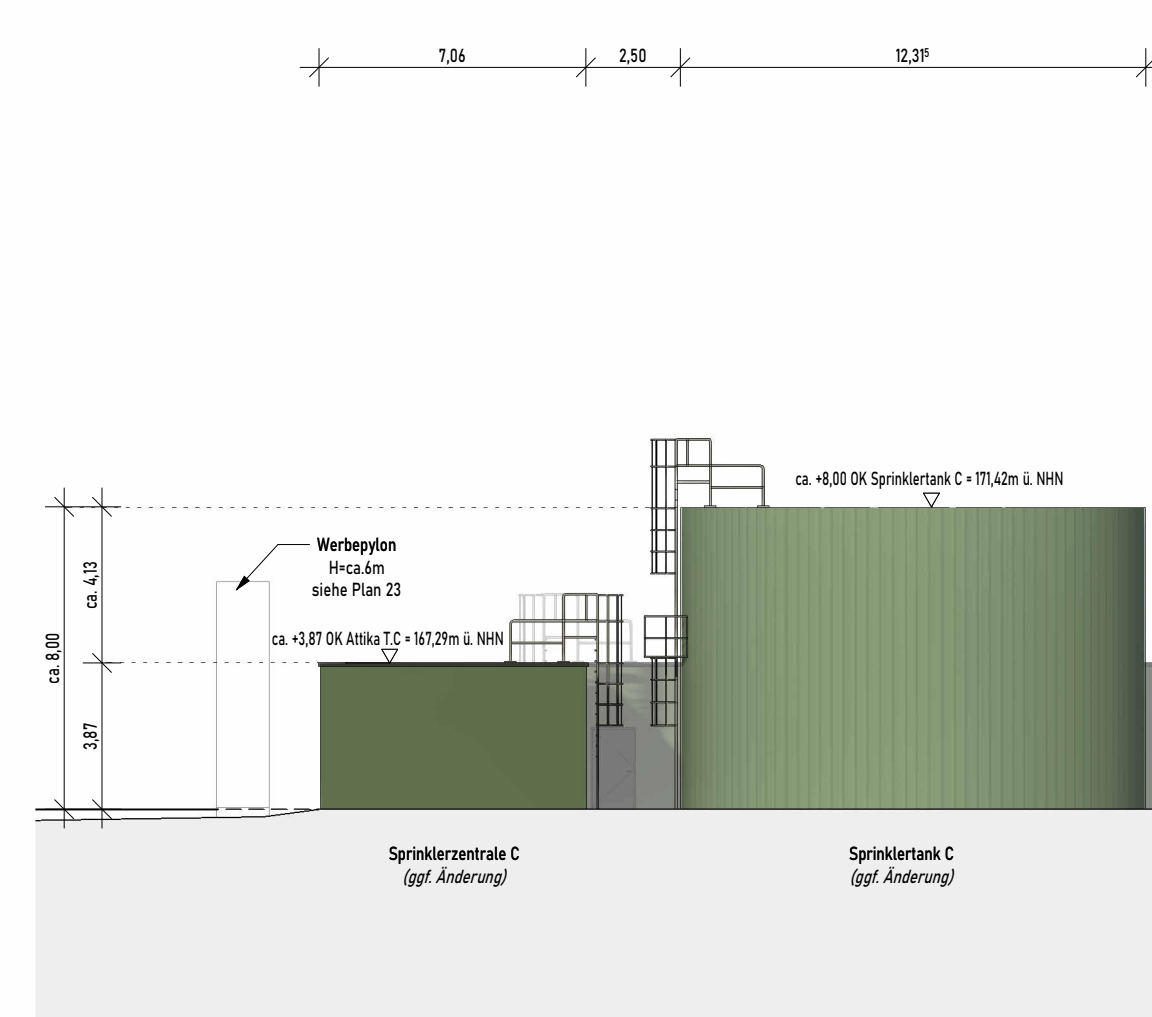 7,06
2,50
12,31⁵
ca. +8,00 OK Sprinklertank C = 171,42m ü. NHN
Werbepylon
H=ca.6m
siehe Plan 23
ca. 4,13
ca. +3,87 OK Attika T.C = 167,29m ü. NHN
ca. 8,00
3,87
Sprinklerzentrale C
(ggf. Änderung)
Sprinklertank C
(ggf. Änderung)